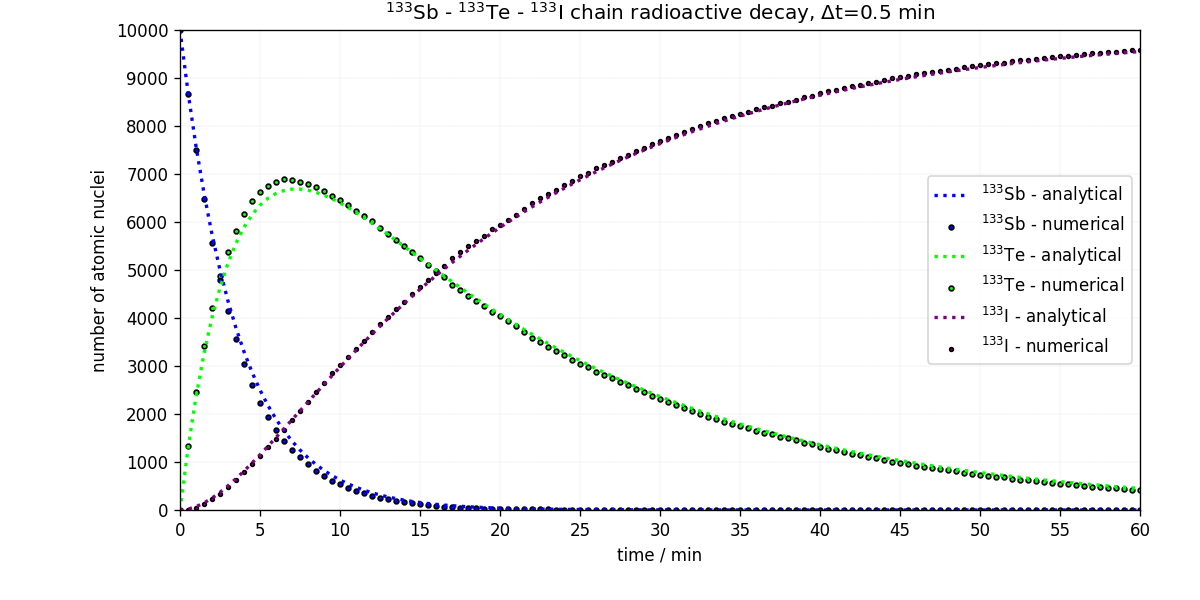 ¹³³Sb - ¹³³Te - ¹³³I chain radioactive decay, Δt=0.5 min
10000
9000
8000
7000
6000
5000
4000
3000
2000
1000
0
number of atomic nuclei
¹³³Sb - analytical
¹³³Sb - numerical
¹³³Te - analytical
¹³³Te - numerical
¹³³I - analytical
¹³³I - numerical
0 5 10 15 20 25 30 35 40 45 50 55 60
time / min